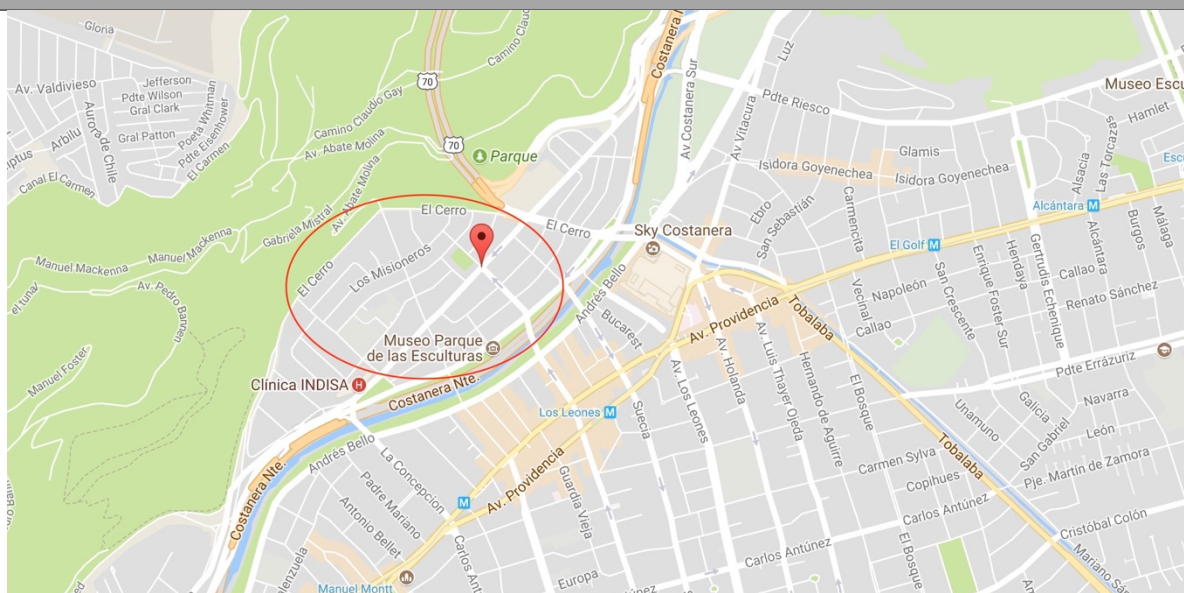 Gloria
Camino Claudio
Costanera N
Luz
Av. Valdivieso
Jefferson
Pdte Wilson
Gral Clark
Poeta Whitman
70
Camino Claudio Gay
Av Costanera Sur
Av Vitacura
Pdte Riesco
Museo Escu
Hamlet
Arbilu
Aurora de Chile
Gral Patton
Pdte Eisenhower
El Carmen
Av. Abate Molina
70
Parque
Isidora Goyenechea
Glamis
Isidora Goyenechea
Alsacia
Las Torcazas
Canal El Carmen
Av. Abate Molina
Gabriela Mistral
El Cerro
El Cerro
Sky Costanera
Ebro
San Sebastián
Carmencita
Alcántara M
Alcántara
Burgos
Málaga
Manuel Mackenna
Manuel Mackenna
El Cerro
Los Misioneros
El Golf M
Hendaya
Gertrudis Echenique
Callao
Av. Pedro Bannen
el tunal
Andrés Bello
Bucarest
Av. Providencia
Tobalaba
Napoleón
Vecinal
Callao
San Crescente
Enrique Foster Sur
Renato Sánchez
Manuel Foster
Museo Parque
de las Esculturas
Clínica INDISA H
Costanera Nte.
Los Leones M
Suecia
Av. Los Leones
Av. Holanda
Av. Luis Thayer Ojeda
Hernando de Aguirre
El Bosque
Pdte Errázuriz
Navarra
Unamuno
Galicia
San Gabriel
León
Andrés Bello
La Concepcion
Padre Mariano
Antonio Bellet
Av. Providencia
Guardia Vieja
Carmen Sylva
Copihues
Tobalaba
Pje. Martín de Zamora
Costanera Nte.
M
Carlos Antúnez
Carlos Antúnez
Cristóbal Colón
El Bosque
Europa
Manuel Montt